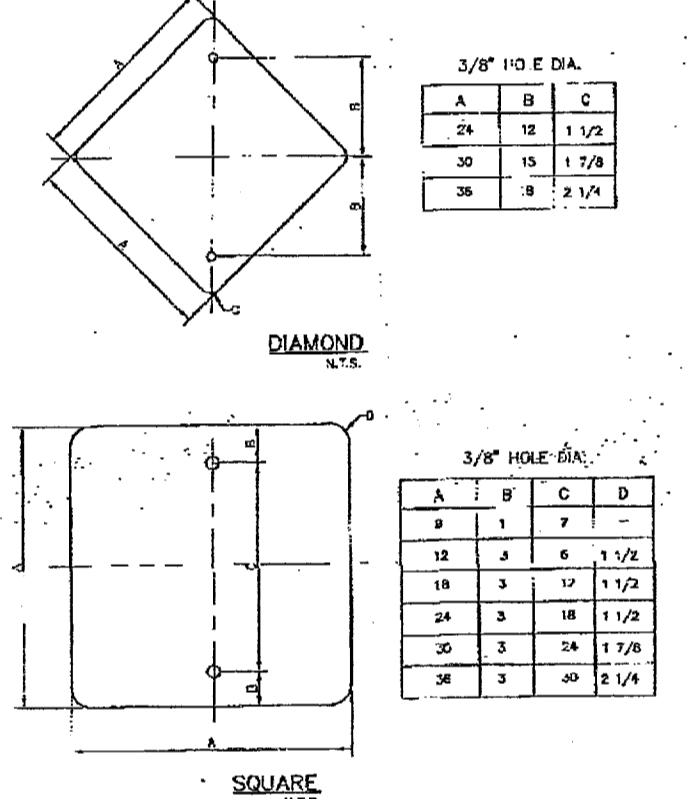 A
A
B
B
C
DIAMOND
N.T.S.
3/8" HOLE DIA.
A B C
24 12 1 1/2
30 15 1 7/8
36 18 2 1/4
D
B
A
C
A
SQUARE
3/8" HOLE DIA.
A B C D
9 1 7 –
12 3 6 1 1/2
18 3 12 1 1/2
24 3 18 1 1/2
30 3 24 1 7/8
36 3 30 2 1/4